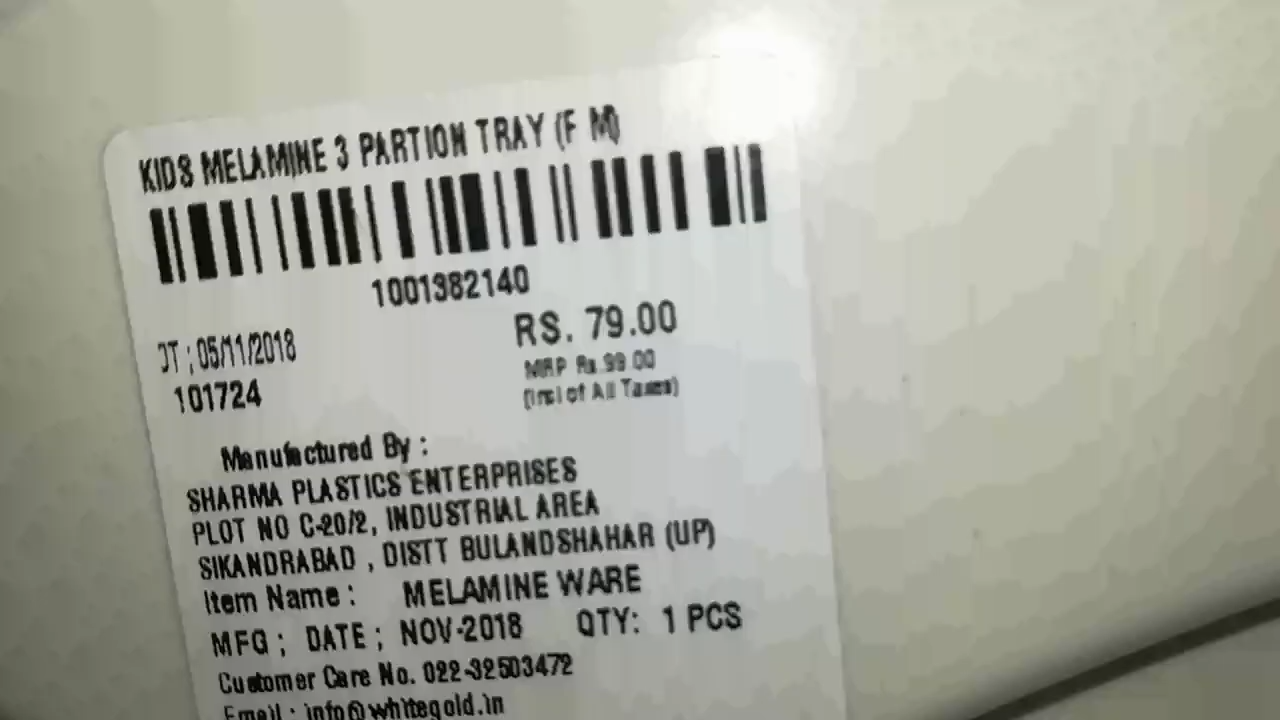 KIDS MELAMINE 3 PARTION TRAY (F M)
1001382140
DT ; 05/11/2018
RS. 79.00
101724
MRP Rs.99.00
(Incl of All Taxes)
Manufactured By :
SHARMA PLASTICS ENTERPRISES
PLOT NO C-20/2, INDUSTRIAL AREA
SIKANDRABAD , DISTT BULANDSHAHAR (UP)
Item Name : MELAMINE WARE
MFG ; DATE ; NOV-2018 QTY: 1 PCS
Customer Care No. 022-32503472
Email : info@whitegold.in